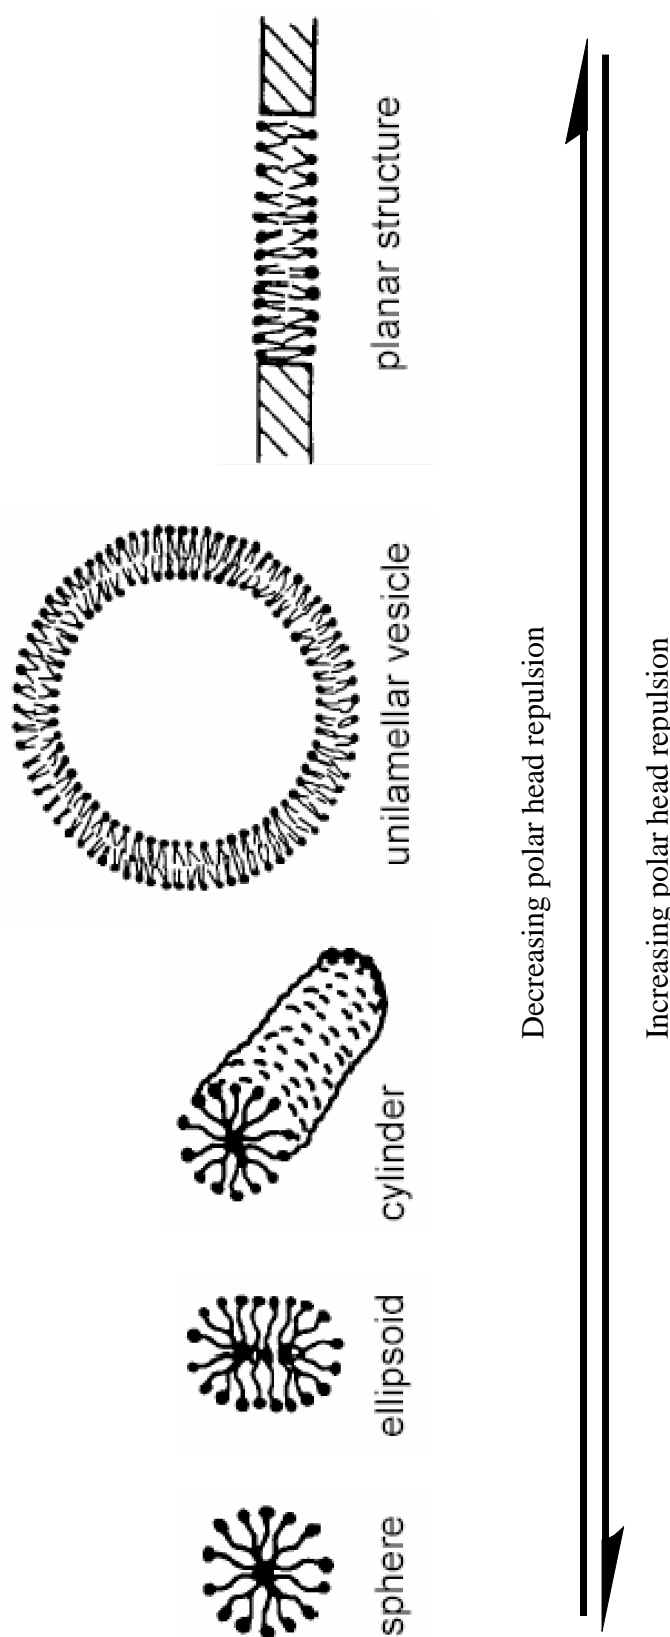 sphere
ellipsoid
cylinder
unilamellar vesicle
planar structure
Decreasing polar head repulsion
Increasing polar head repulsion